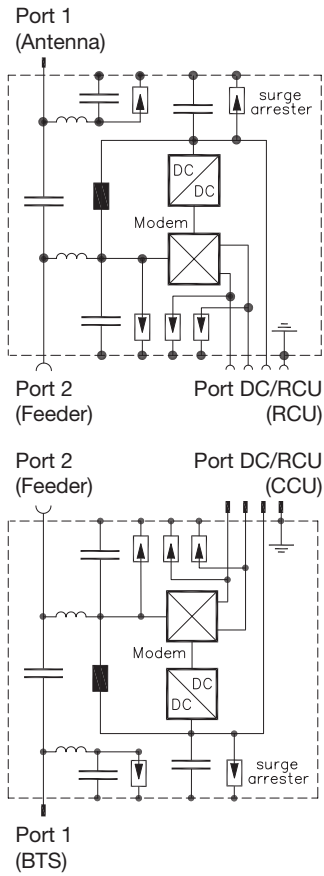 Port 1
(Antenna)
surge
arrester
DC
DC
Modem
Port 2
(Feeder)
Port DC/RCU
(RCU)
Port 2
(Feeder)
Port DC/RCU
(CCU)
Modem
DC
DC
surge
arrester
Port 1
(BTS)